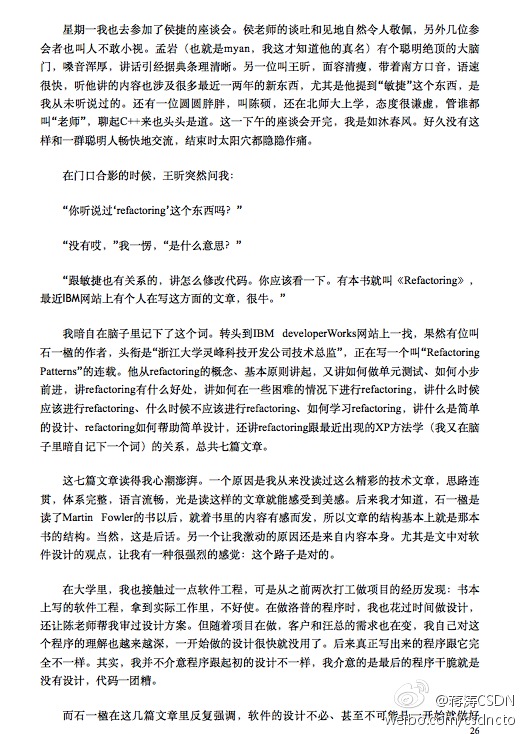 星期一我也去参加了侯捷的座谈会。侯老师的谈吐和见地自然令人敬佩，另外几位参
会者也叫人不敢小视。孟岩（也就是myan，我这才知道他的真名）有个聪明绝顶的大脑
门，嗓音浑厚，讲话引经据典条理清晰。另一位叫王昕，面容清瘦，带着南方口音，语速
很快，听他讲的内容也涉及很多最近一两年的新东西，尤其是他提到“敏捷”这个东西，是
我从未听说过的。还有一位圆圆胖胖，叫陈硕，还在北师大上学，态度很谦虚，管谁都
叫“老师”，聊起C++来也头头是道。这一下午的座谈会开完，我是如沐春风。好久没有这
样和一群聪明人畅快地交流，结束时太阳穴都隐隐作痛。
在门口合影的时候，王昕突然问我：
“你听说过‘refactoring’这个东西吗？”
“没有哎，”我一愣，“是什么意思？”
“跟敏捷也有关系的，讲怎么修改代码。你应该看一下。有本书就叫《Refactoring》，
最近IBM网站上有个人在写这方面的文章，很牛。”
我暗自在脑子里记下了这个词。转头到IBM developerWorks网站上一找，果然有位叫
石一楹的作者，头衔是“浙江大学灵峰科技开发公司技术总监”，正在写一个叫“Refactoring
Patterns”的连载。他从refactoring的概念、基本原则讲起，又讲如何做单元测试、如何小步
前进，讲refactoring有什么好处，讲如何在一些困难的情况下进行refactoring，讲什么时候
应该进行refactoring、什么时候不应该进行refactoring、如何学习refactoring，讲什么是简单
的设计、refactoring如何帮助简单设计，还讲refactoring跟最近出现的XP方法学（我又在脑
子里暗自记下一个词）的关系，总共七篇文章。
这七篇文章读得我心潮澎湃。一个原因是我从来没读过这么精彩的技术文章，思路连
贯，体系完整，语言流畅，光是读这样的文章就能感受到美感。后来我才知道，石一楹是
读了Martin Fowler的书以后，就着书里的内容有感而发，所以文章的结构基本上就是那本
书的结构。当然，这是后话。另一个让我激动的原因还是来自内容本身。尤其是文中对软
件设计的观点，让我有一种很强烈的感觉：这个路子是对的。
在大学里，我也接触过一点软件工程，可是从之前两次打工做项目的经历发现：书本
上写的软件工程，拿到实际工作里，不好使。在做洛普的程序时，我也花过时间做设计，
还让陈老师帮我审过设计方案。但随着项目在做，客户和汪总的需求也在变，我自己对这
个程序的理解也越来越深，一开始做的设计很快就没用了。后来真正写出来的程序跟它完
全不一样。其实，我并不介意程序跟起初的设计不一样，我介意的是最后的程序干脆就是
没有设计，代码一团糟。
而石一楹在这几篇文章里反复强调，软件的设计不必、甚至不可能是一开始就做好
26
@蒋涛CSDN
weibo.com/csdncto